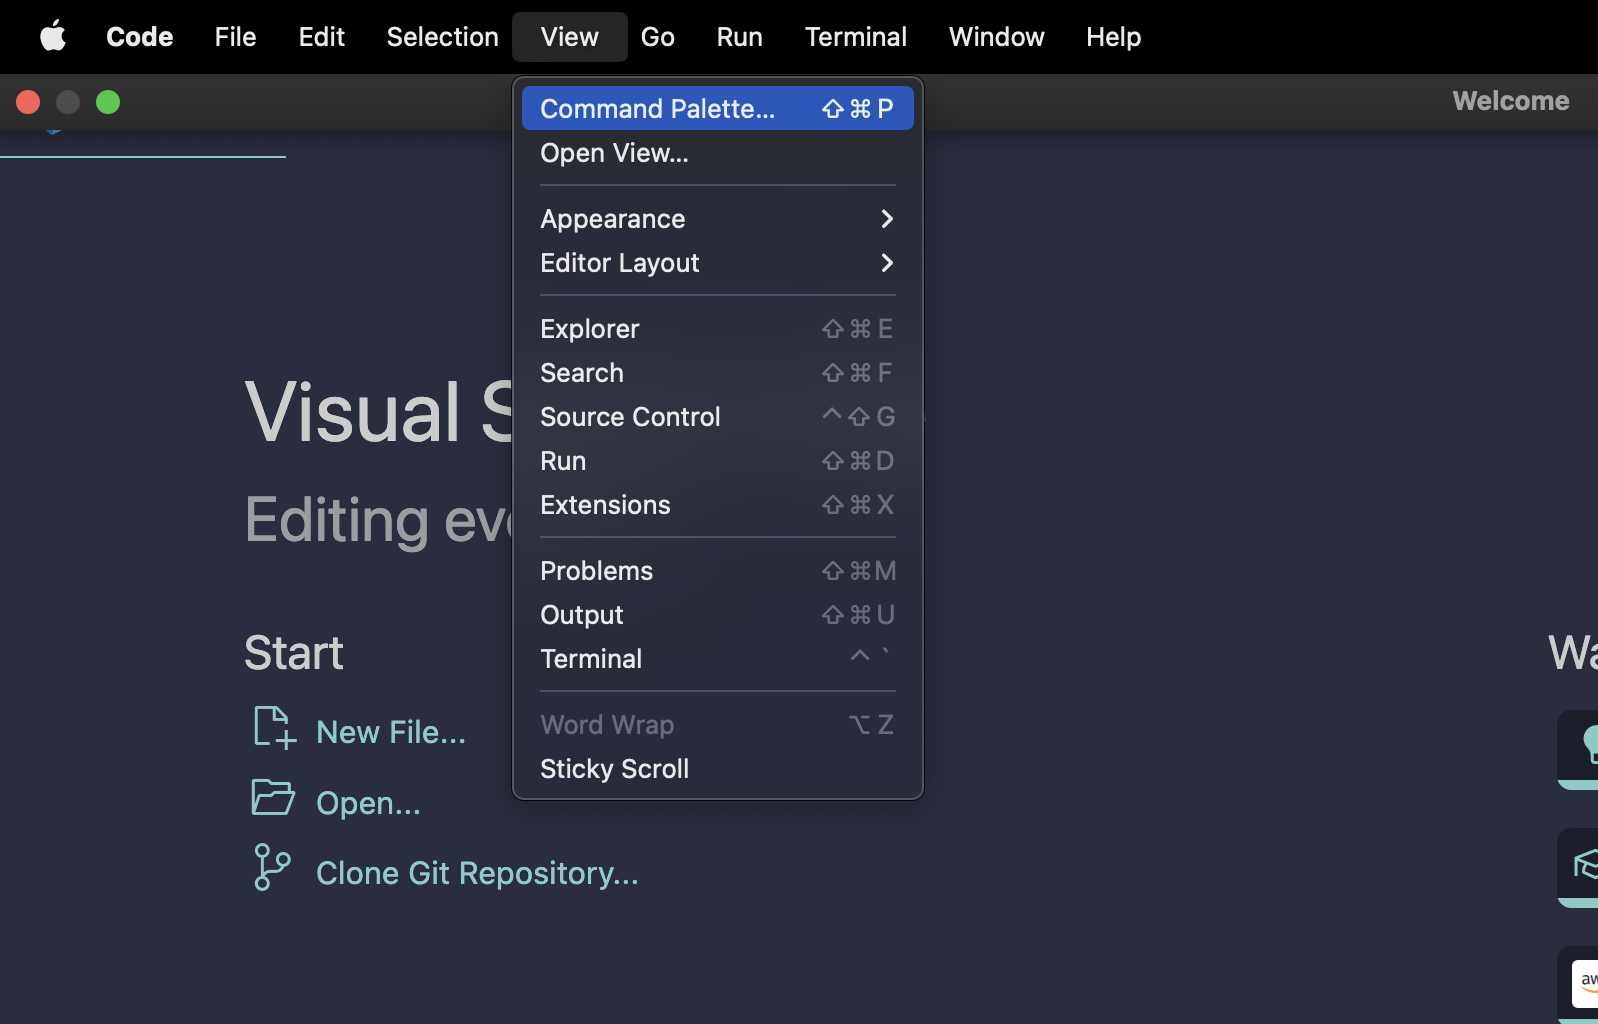 Code File Edit Selection View Go Run Terminal Window Help
Welcome
Command Palette... ⇧⌘P
Open View...
Appearance
Editor Layout
Explorer ⇧⌘E
Search ⇧⌘F
Source Control ^⇧G
Run ⇧⌘D
Extensions ⇧⌘X
Problems ⇧⌘M
Output ⇧⌘U
Terminal ^`
Word Wrap ⌥Z
Sticky Scroll
Visual S
Editing ev
Start
New File...
Open...
Clone Git Repository...
Wa
aw